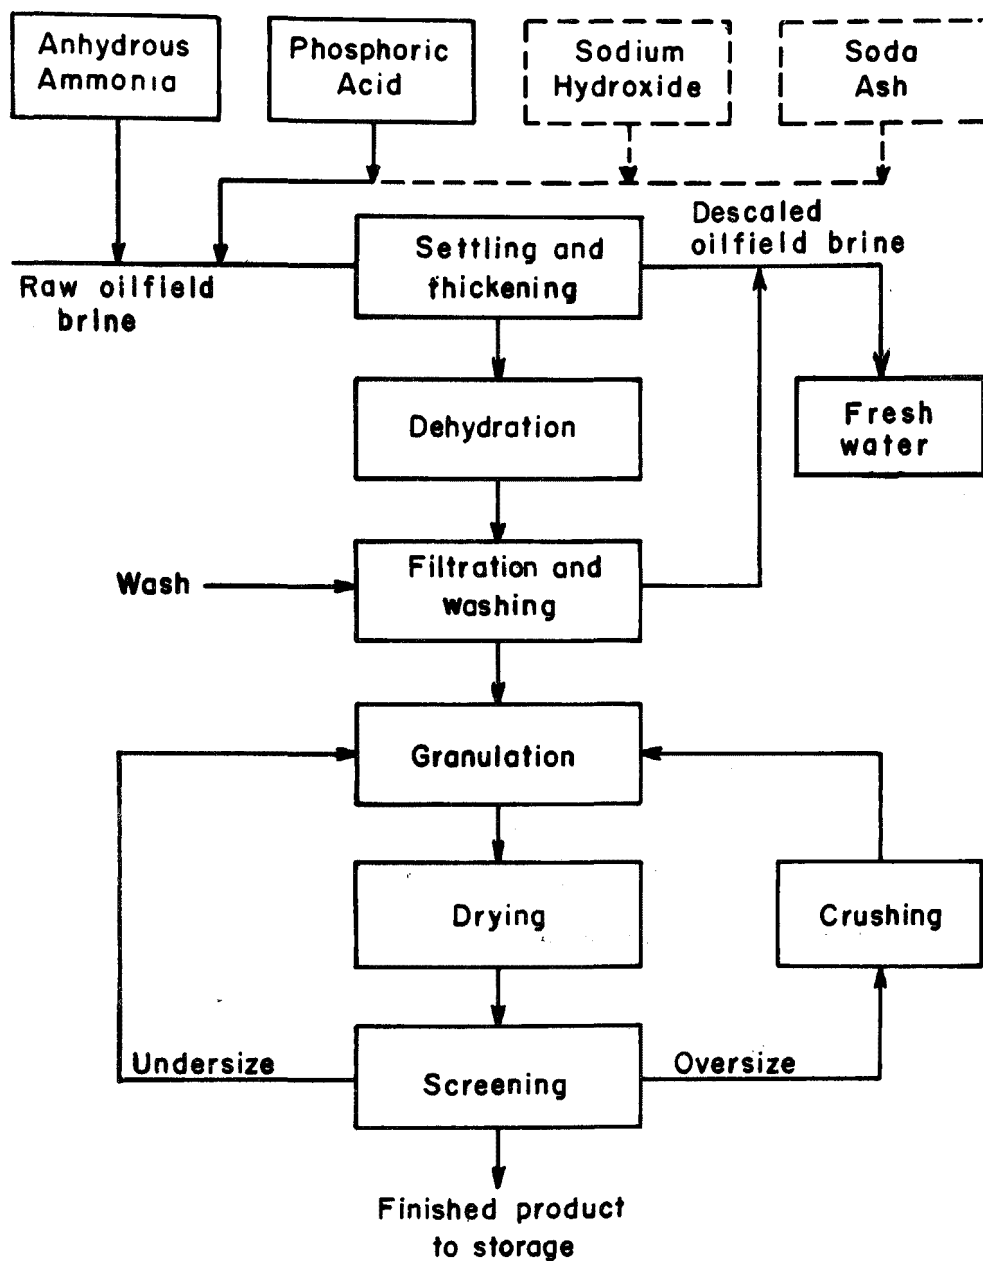 Anhydrous
Ammonia
Phosphoric
Acid
Sodium
Hydroxide
Soda
Ash
Descaled
oilfield brine
Settling and
thickening
Raw oilfield
brine
Dehydration
Fresh
water
Filtration and
washing
Wash
Granulation
Drying
Crushing
Undersize
Oversize
Screening
Finished product
to storage